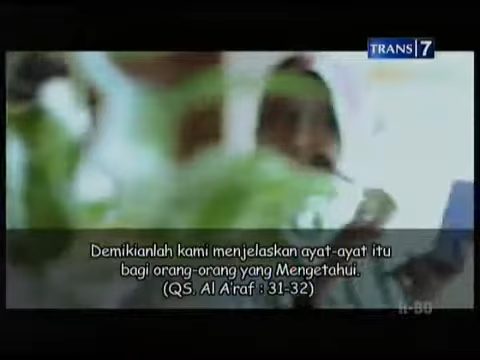 TRANS|7
Demikianlah kami menjelaskan ayat-ayat itu
bagi orang-orang yang Mengetahui.
(QS. Al A'raf : 31-32)